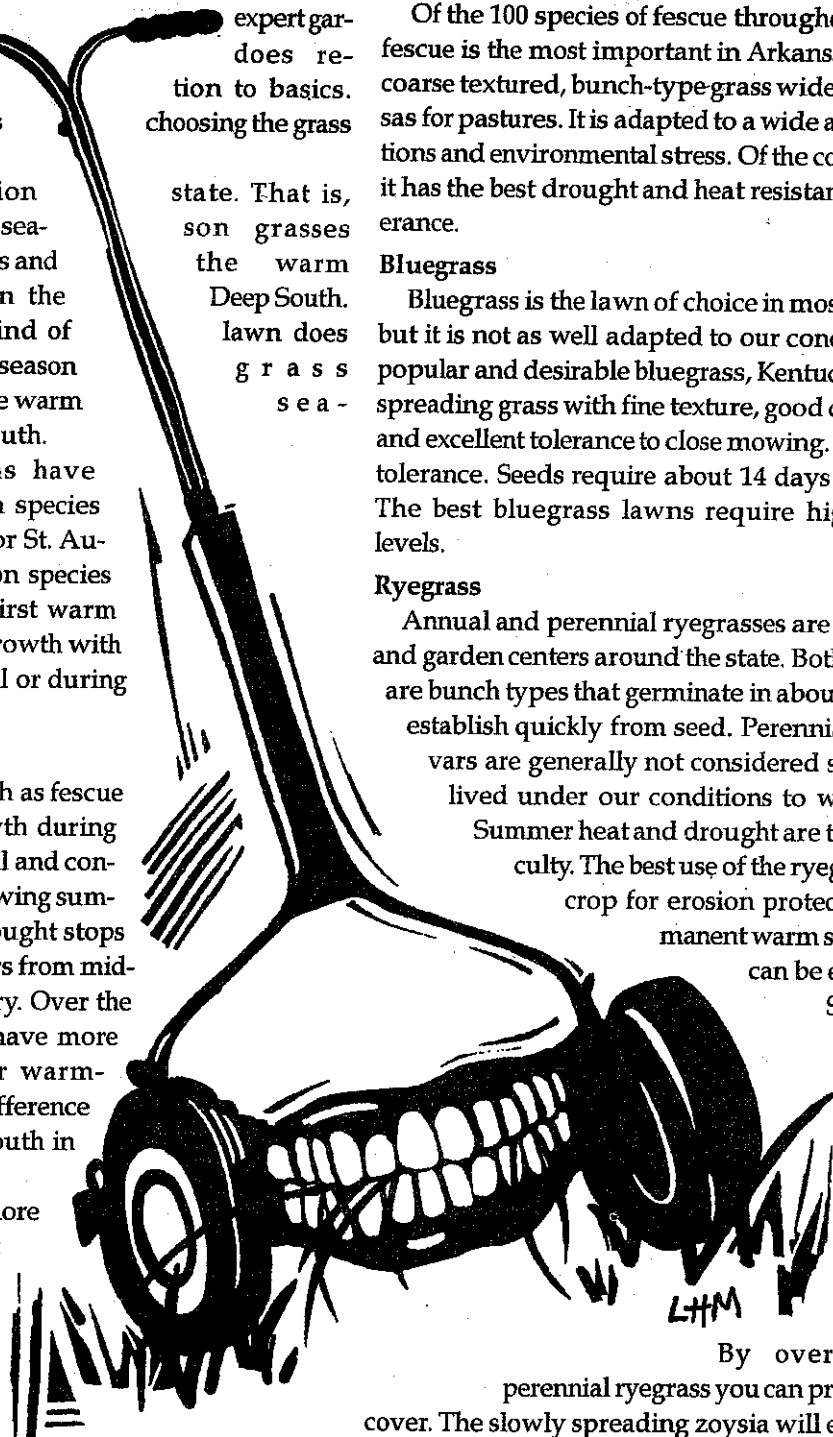 expert gar-
does re-
tion to basics.
choosing the grass
state. That is,
son grasses
the warm
Deep South.
lawn does
grass
sea-
ion
sea-
s and
n the
ind of
season
e warm
uth.
s have
species
or St. Au-
on species
irst warm
rowth with
l or during
h as fescue
th during
l and con-
wing sum-
ought stops
s from mid-
y. Over the
have more
r warm-
fference
outh in
ore
Of the 100 species of fescue througho
fescue is the most important in Arkans
coarse textured, bunch-type grass wide
sas for pastures. It is adapted to a wide a
tions and environmental stress. Of the co
it has the best drought and heat resistan
erance.
Bluegrass
Bluegrass is the lawn of choice in mos
but it is not as well adapted to our cond
popular and desirable bluegrass, Kentuc
spreading grass with fine texture, good c
and excellent tolerance to close mowing.
tolerance. Seeds require about 14 days
The best bluegrass lawns require hig
levels.
Ryegrass
Annual and perennial ryegrasses are
and garden centers around the state. Bot
are bunch types that germinate in abou
establish quickly from seed. Perennia
vars are generally not considered s
lived under our conditions to w
Summer heat and drought are t
culty. The best use of the ryeg
crop for erosion protec
manent warm s
can be e
S
LHM
By over
perennial ryegrass you can pr
cover. The slowly spreading zoysia will e